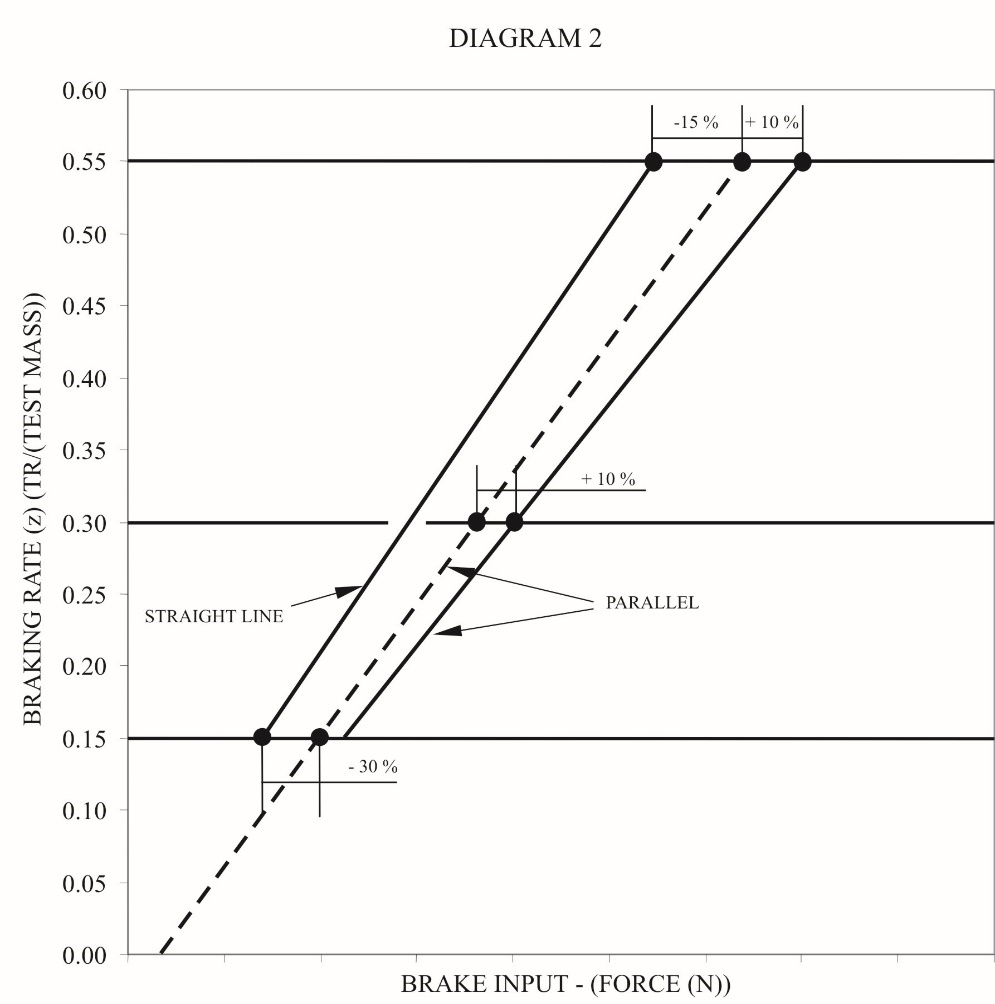 DIAGRAM 2
BRAKING RATE (z) (TR/(TEST MASS))
0.60
-15 %
+ 10 %
0.55
0.50
0.45
0.40
0.35
+ 10 %
0.30
0.25
STRAIGHT LINE
PARALLEL
0.20
0.15
- 30 %
0.10
0.05
0.00
BRAKE INPUT - (FORCE (N))